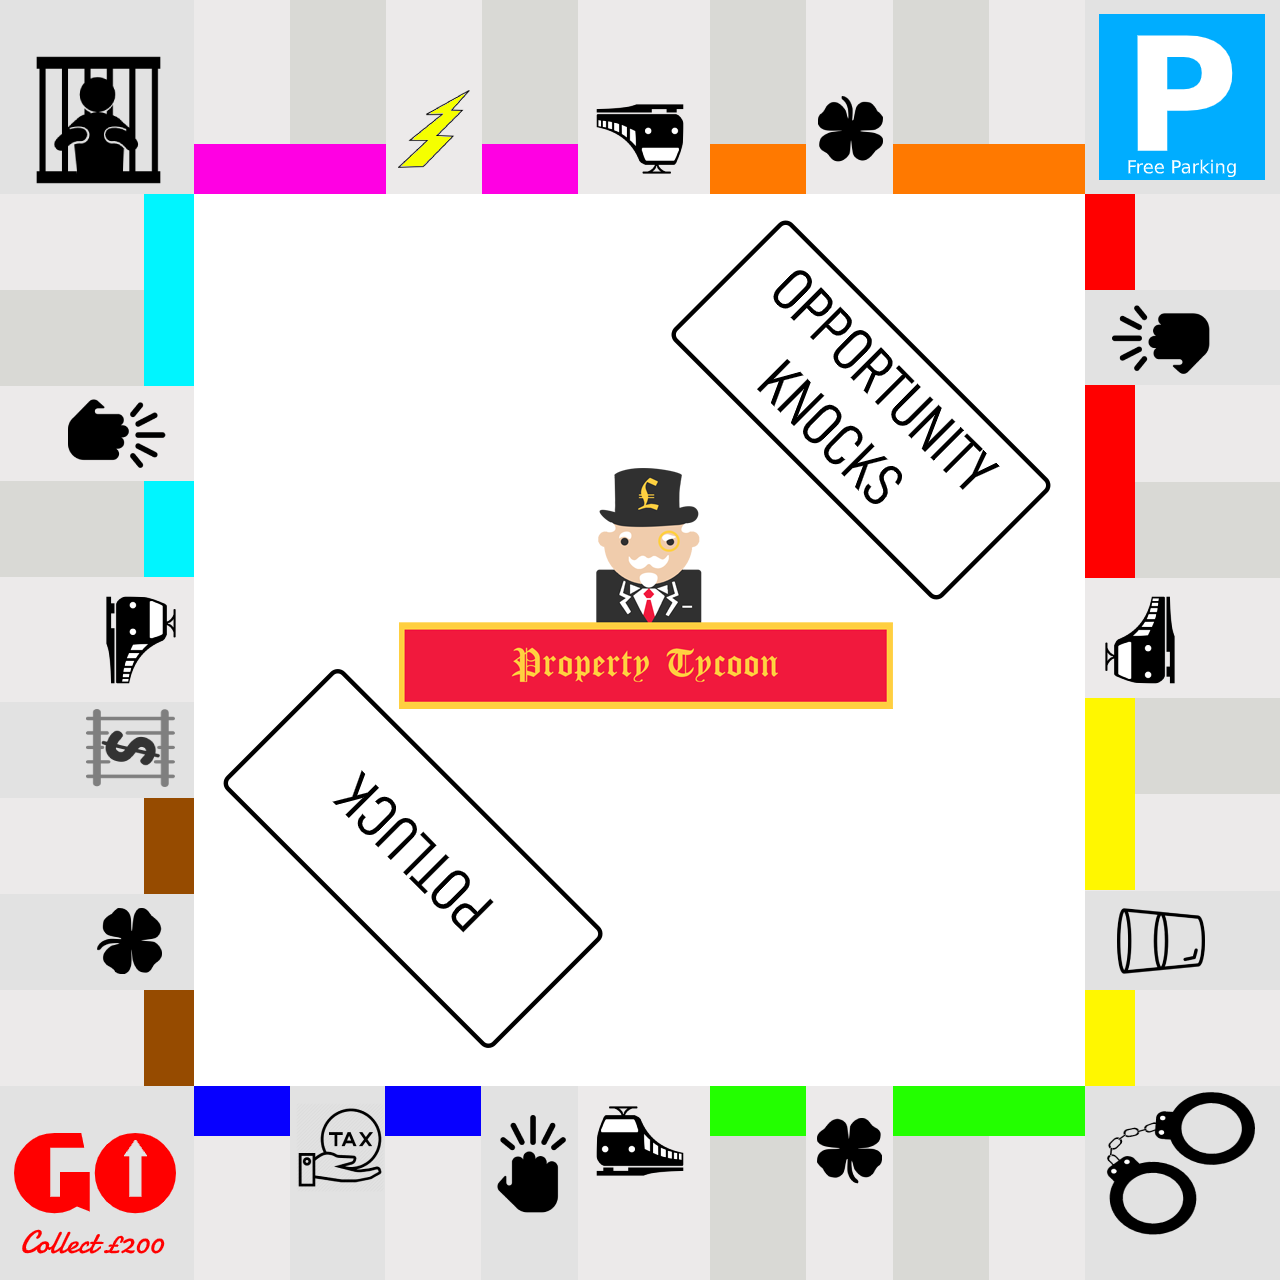 P
Free Parking
OPPORTUNITY
KNOCKS
£
Property Tycoon
$
POTLUCK
TAX
GO
Collect £200